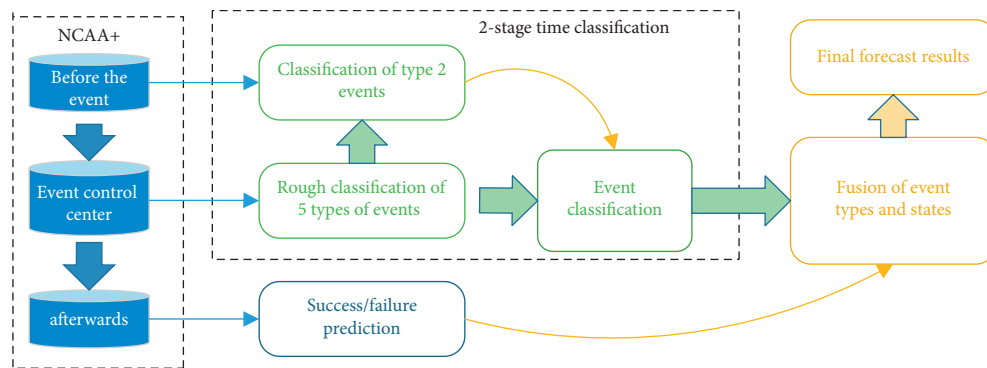 NCAA+
2-stage time classification
Before the
event
Classification of type 2
events
Final forecast results
Event control
center
Rough classification of
5 types of events
Event
classification
Fusion of event
types and states
afterwards
Success/failure
prediction